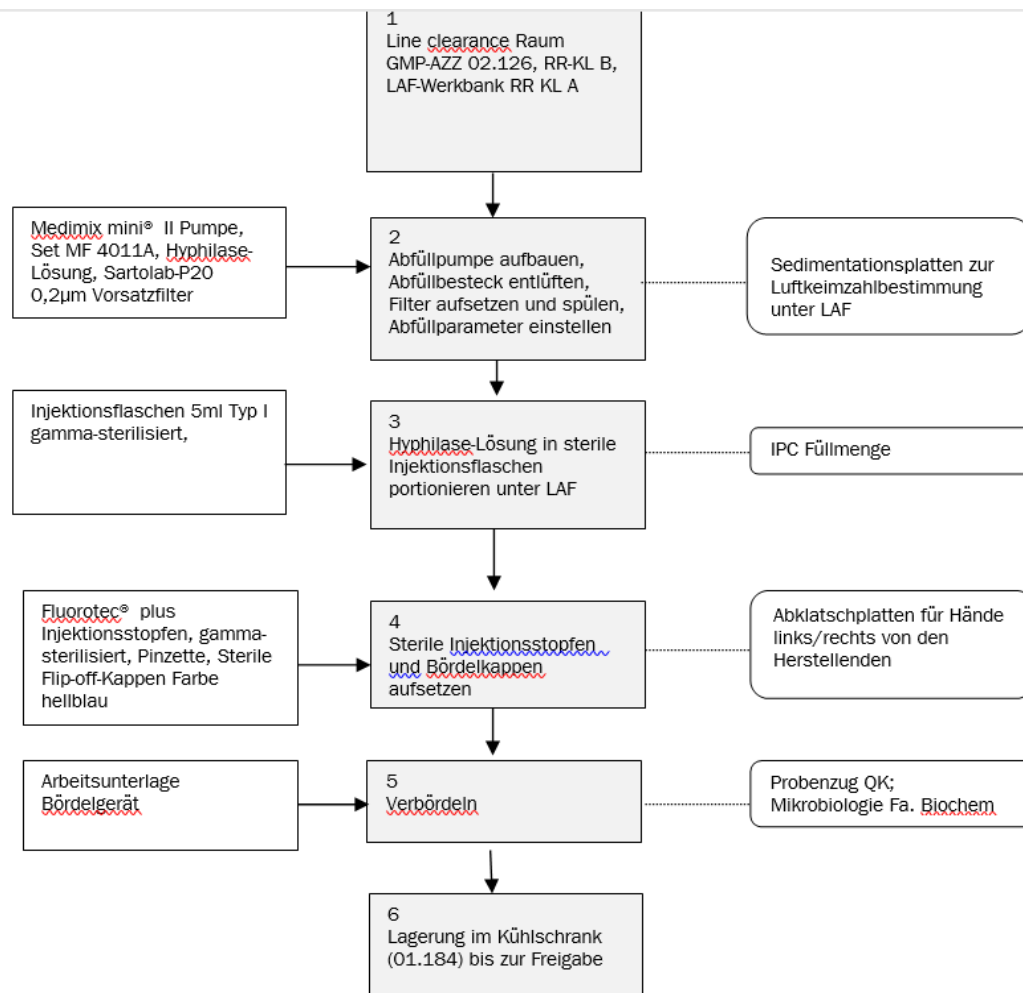 1
Line clearance Raum
GMP-AZZ 02.126, RR-KL B,
LAF-Werkbank RR KL A
Medimix mini® II Pumpe,
Set MF 4011A, Hyphilase-
Lösung, Sartolab-P20
0,2µm Vorsatzfilter
2
Abfüllpumpe aufbauen,
Abfüllbesteck entlüften,
Filter aufsetzen und spülen,
Abfüllparameter einstellen
Sedimentationsplatten zur
Luftkeimzahlbestimmung
unter LAF
Injektionsflaschen 5ml Typ I
gamma-sterilisiert,
3
Hyphilase-Lösung in sterile
Injektionsflaschen
portionieren unter LAF
IPC Füllmenge
Fluorotec® plus
Injektionsstopfen, gamma-
sterilisiert, Pinzette, Sterile
Flip-off-Kappen Farbe
hellblau
4
Sterile Injektionsstopfen
und Bördelkappen
aufsetzen
Abklatschplatten für Hände
links/rechts von den
Herstellenden
Arbeitsunterlage
Bördelgerät
5
Verbördeln
Probenzug QK;
Mikrobiologie Fa. Biochem
6
Lagerung im Kühlschrank
(01.184) bis zur Freigabe